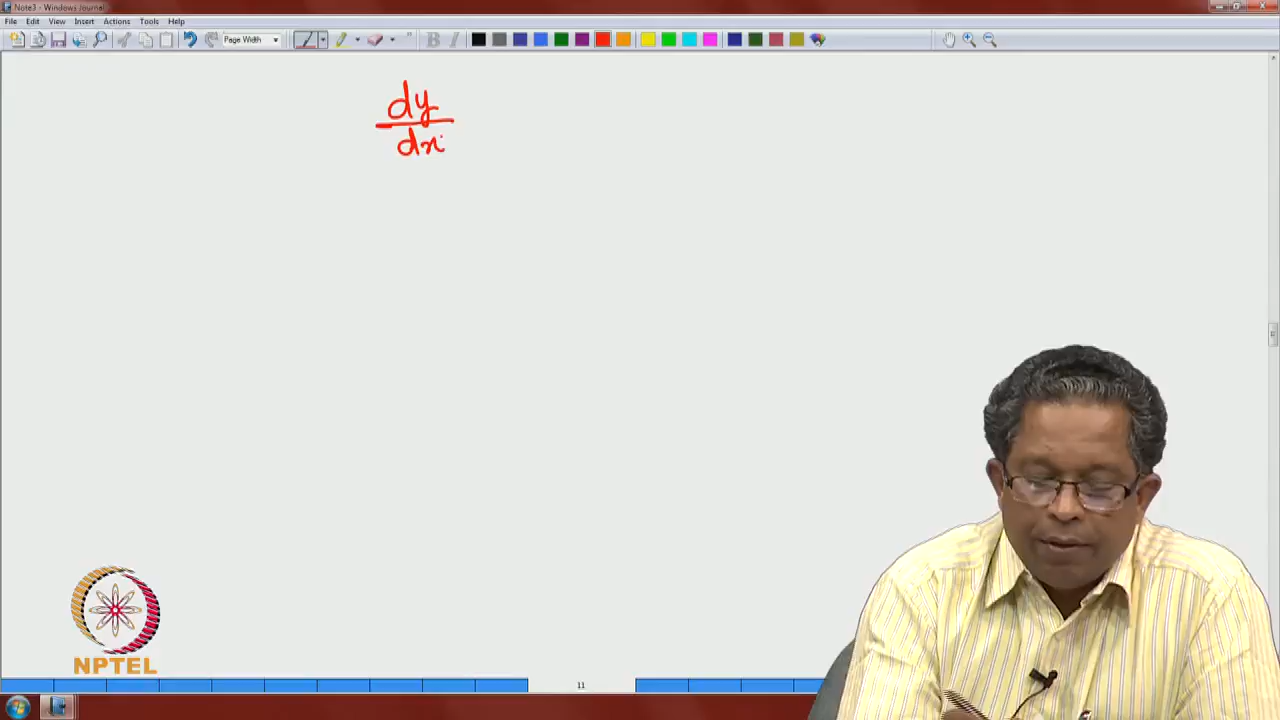 Note3 - Windows Journal
File Edit View Insert Actions Tools Help
Page Width
B I
dy
dx
NPTEL
11